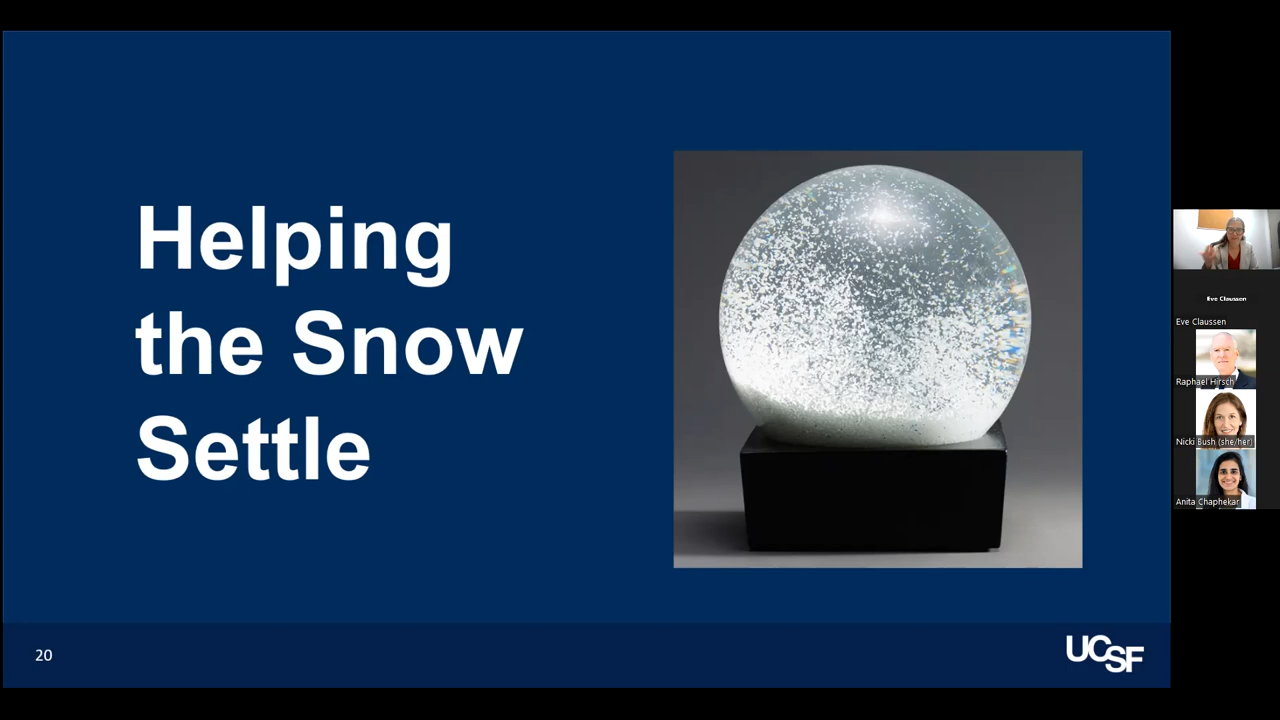 Helping
the Snow
Settle
20
UCSF
Eve Claussen
Eve Claussen
Raphael Hirsch
Nicki Bush (she/her)
Anita Chaphekar